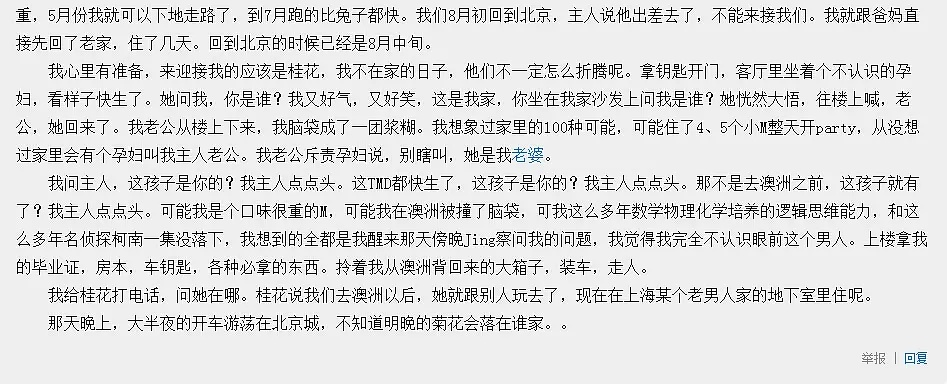 重，5月份我就可以下地走路了，到7月跑的比兔子都快。我们8月初回到北京，主人说他出差去了，不能来接我们。我就跟爸妈直
接先回了老家，住了几天。回到北京的时候已经是8月中旬。
我心里有准备，来迎接我的应该是桂花，我不在家的日子，他们不一定怎么折腾呢。拿钥匙开门，客厅里坐着个不认识的孕
妇，看样子快生了。她问我，你是谁？我又好气，又好笑，这是我家，你坐在我家沙发上问我是谁？她恍然大悟，往楼上喊，老
公，她回来了。我老公从楼上下来，我脑袋成了一团浆糊。我想象过家里的100种可能，可能住了4、5个小M整天开party，从没想
过家里会有个孕妇叫我主人老公。我老公斥责孕妇说，别瞎叫，她是我老婆。
我问主人，这孩子是你的？我主人点点头。这TMD都快生了，这孩子是你的？我主人点点头。那不是去澳洲之前，这孩子就有
了？我主人点点头。可能我是个口味很重的M，可能我在澳洲被撞了脑袋，可我这么多年数学物理化学培养的逻辑思维能力，和这
么多年名侦探柯南一集没落下，我想到的全都是我醒来那天傍晚Jing察问我的问题，我觉得我完全不认识眼前这个男人。上楼拿我
的毕业证，房本，车钥匙，各种必拿的东西。拎着我从澳洲背回来的大箱子，装车，走人。
我给桂花打电话，问她在哪。桂花说我们去澳洲以后，她就跟别人玩去了，现在在上海某个老男人家的地下室里住呢。
那天晚上，大半夜的开车游荡在北京城，不知道明晚的菊花会落在谁家。。
举报 | 回复